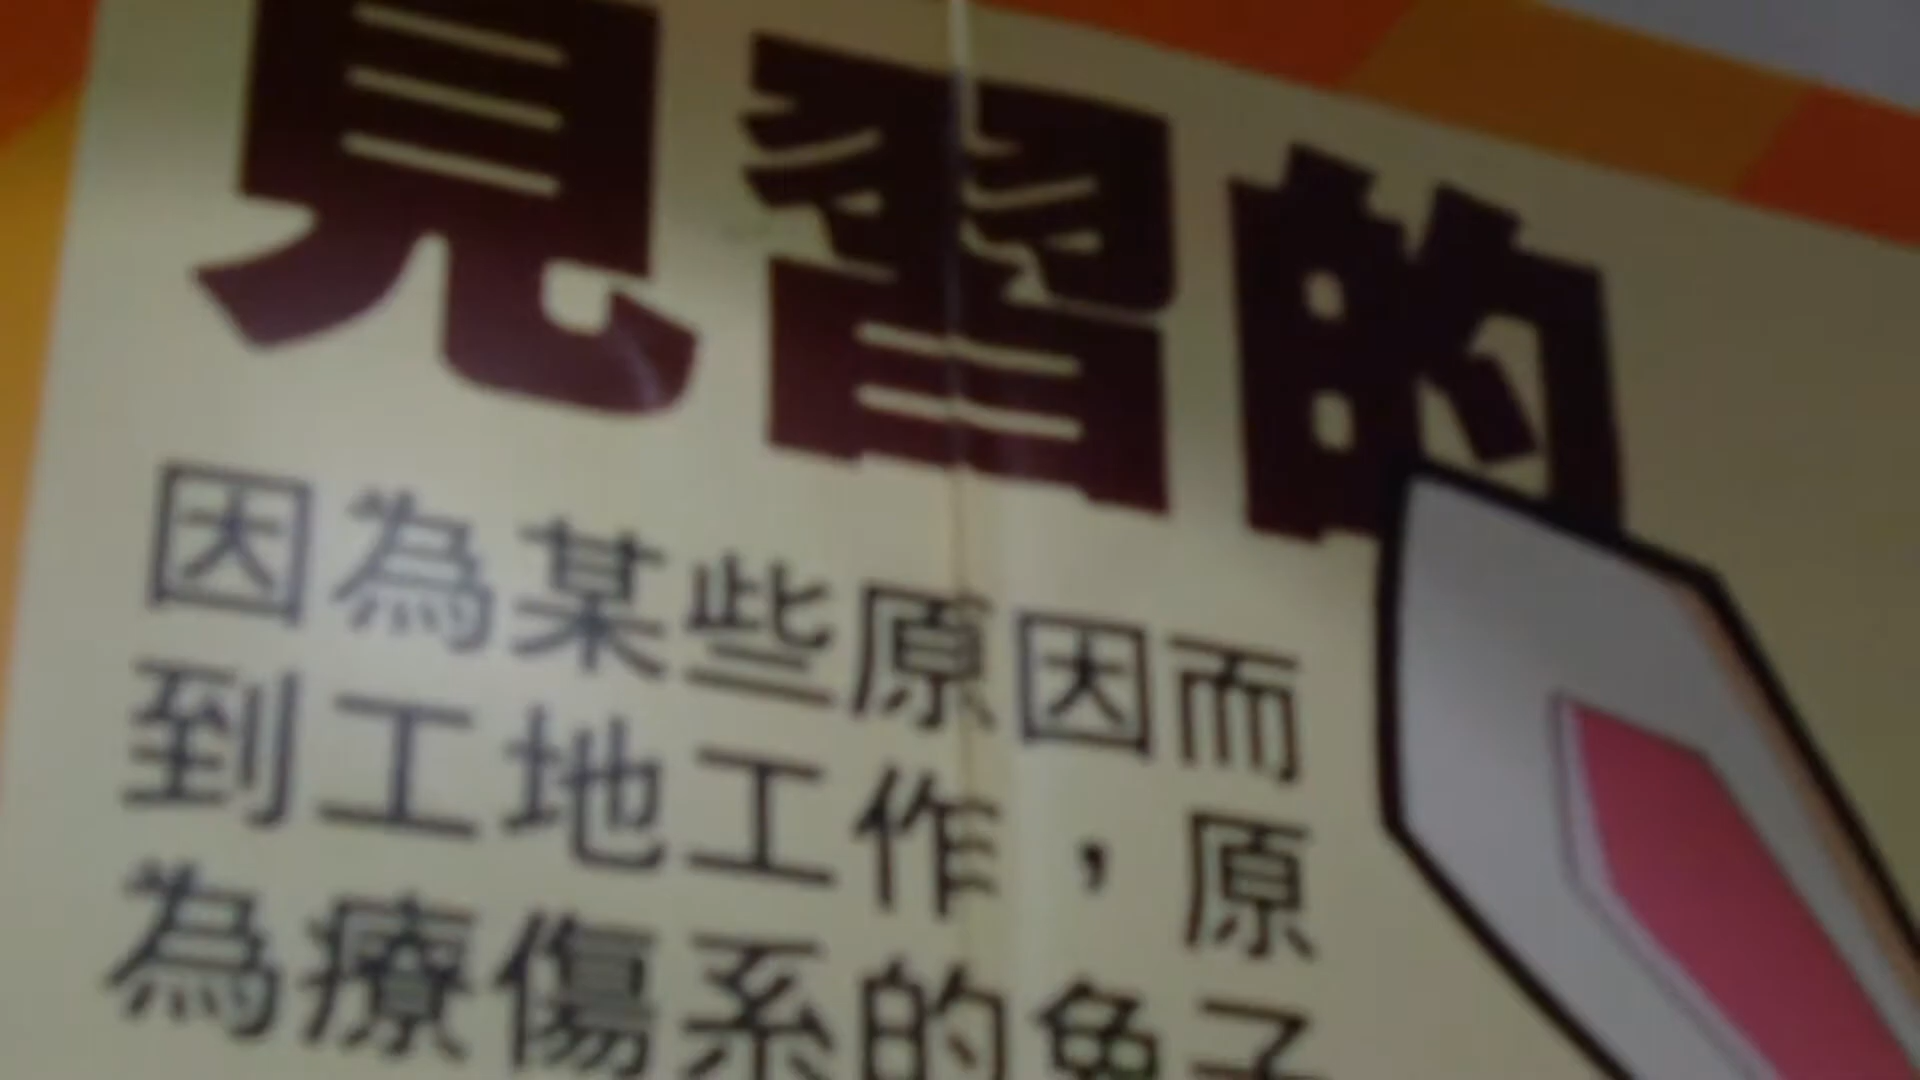 見習的
因為某些原因而
到工地工作，原
為療傷系的兔子